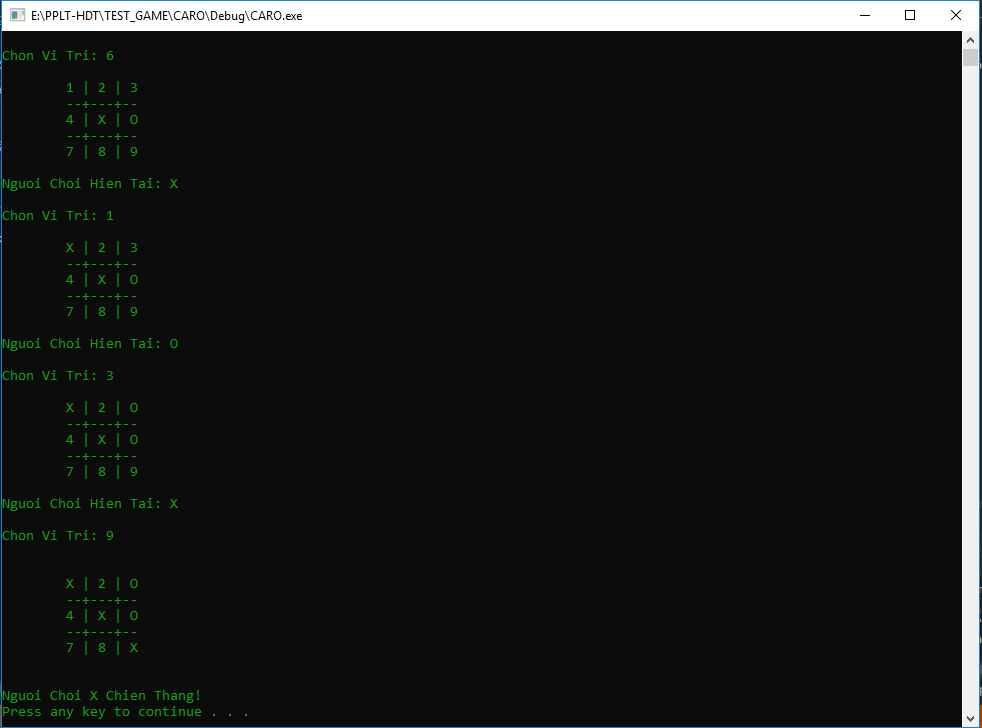 E:\PPLT-HDT\TEST_GAME\CARO\Debug\CARO.exe
Chon Vi Tri: 6
1 | 2 | 3
--+---+--
4 | X | O
--+---+--
7 | 8 | 9
Nguoi Choi Hien Tai: X
Chon Vi Tri: 1
X | 2 | 3
--+---+--
4 | X | O
--+---+--
7 | 8 | 9
Nguoi Choi Hien Tai: O
Chon Vi Tri: 3
X | 2 | O
--+---+--
4 | X | O
--+---+--
7 | 8 | 9
Nguoi Choi Hien Tai: X
Chon Vi Tri: 9
X | 2 | O
--+---+--
4 | X | O
--+---+--
7 | 8 | X
Nguoi Choi X Chien Thang!
Press any key to continue . . .